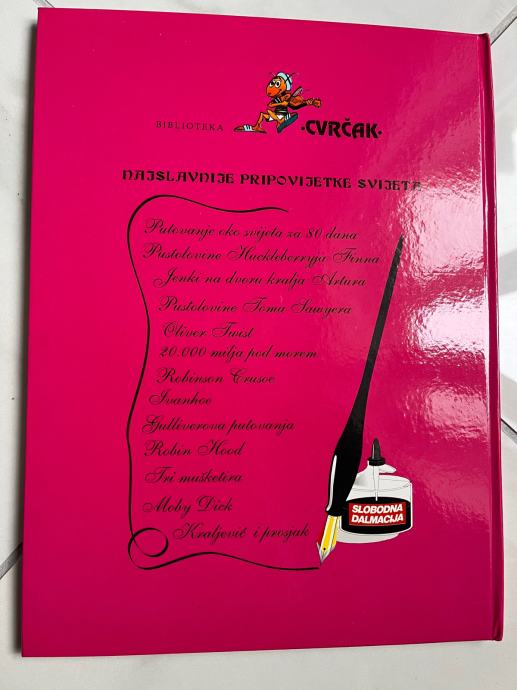 BIBLIOTEKA ·CVRČAK·
NAJSLAVNIJE PRIPOVIJETKE SVIJETA
Putovanje oko svijeta za 80 dana
Pustolovine Huckleberryja Finna
Jenki na dvoru kralja Artura
Pustolovine Toma Sawyera
Oliver Twist
20.000 milja pod morem
Robinson Crusoe
Ivanhoe
Gulliverova putovanja
Robin Hood
Tri mušketera
Moby Dick
Kraljević i prosjak
SLOBODNA
DALMACIJA